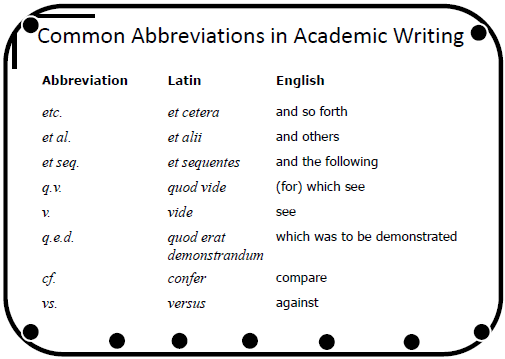 Common Abbreviations in Academic Writing
Abbreviation Latin English
etc. et cetera and so forth
et al. et alii and others
et seq. et sequentes and the following
q.v. quod vide (for) which see
v. vide see
q.e.d. quod erat which was to be demonstrated
demonstrandum
cf. confer compare
vs. versus against